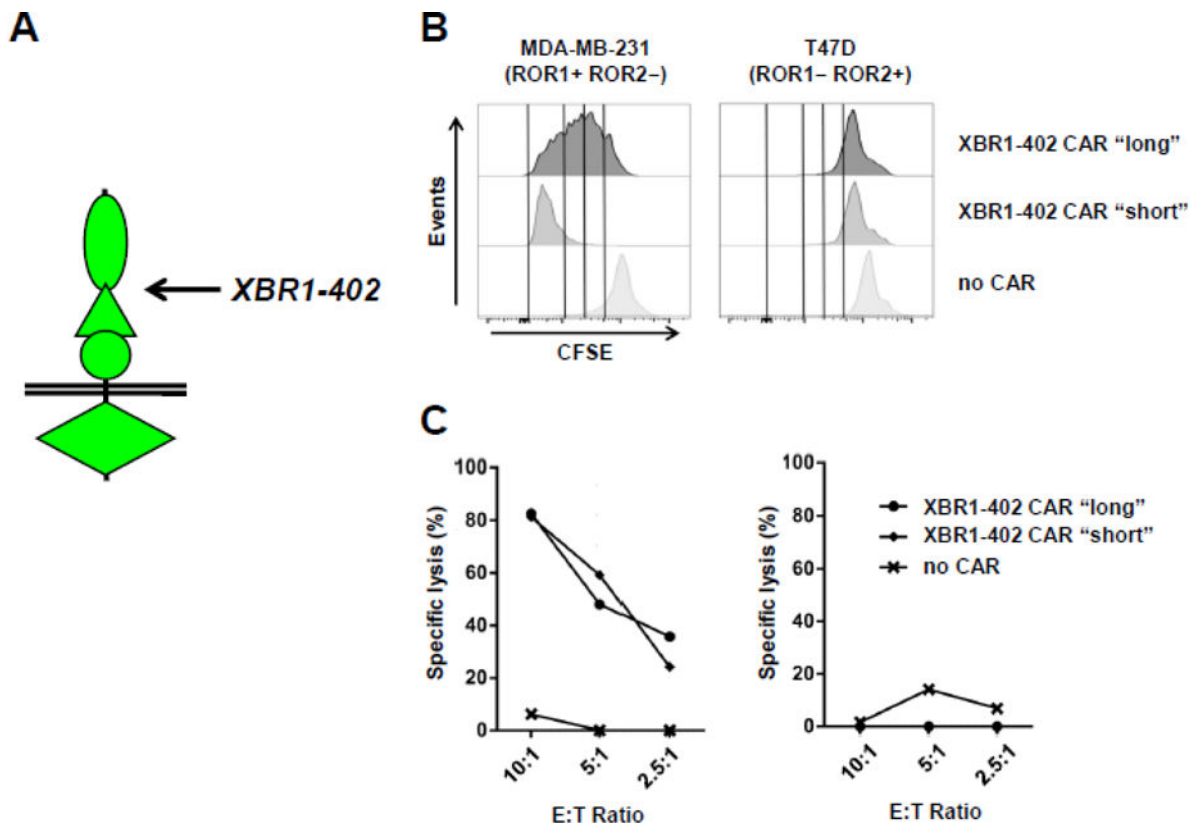 A
XBR1-402
B
MDA-MB-231
(ROR1+ ROR2–)
T47D
(ROR1– ROR2+)
Events
XBR1-402 CAR “long”
XBR1-402 CAR “short”
no CAR
CFSE
C
Specific lysis (%)
100
80
60
40
20
0
10:1
5:1
2.5:1
E:T Ratio
Specific lysis (%)
100
80
60
40
20
0
10:1
5:1
2.5:1
E:T Ratio
XBR1-402 CAR “long”
XBR1-402 CAR “short”
no CAR